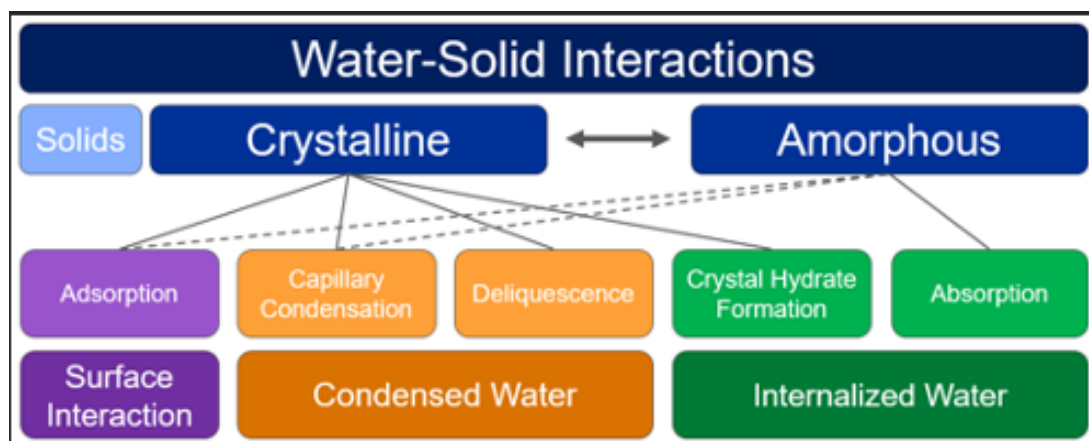 Water-Solid Interactions
Solids
Crystalline
Amorphous
Adsorption
Capillary
Condensation
Deliquescence
Crystal Hydrate
Formation
Absorption
Surface
Interaction
Condensed Water
Internalized Water